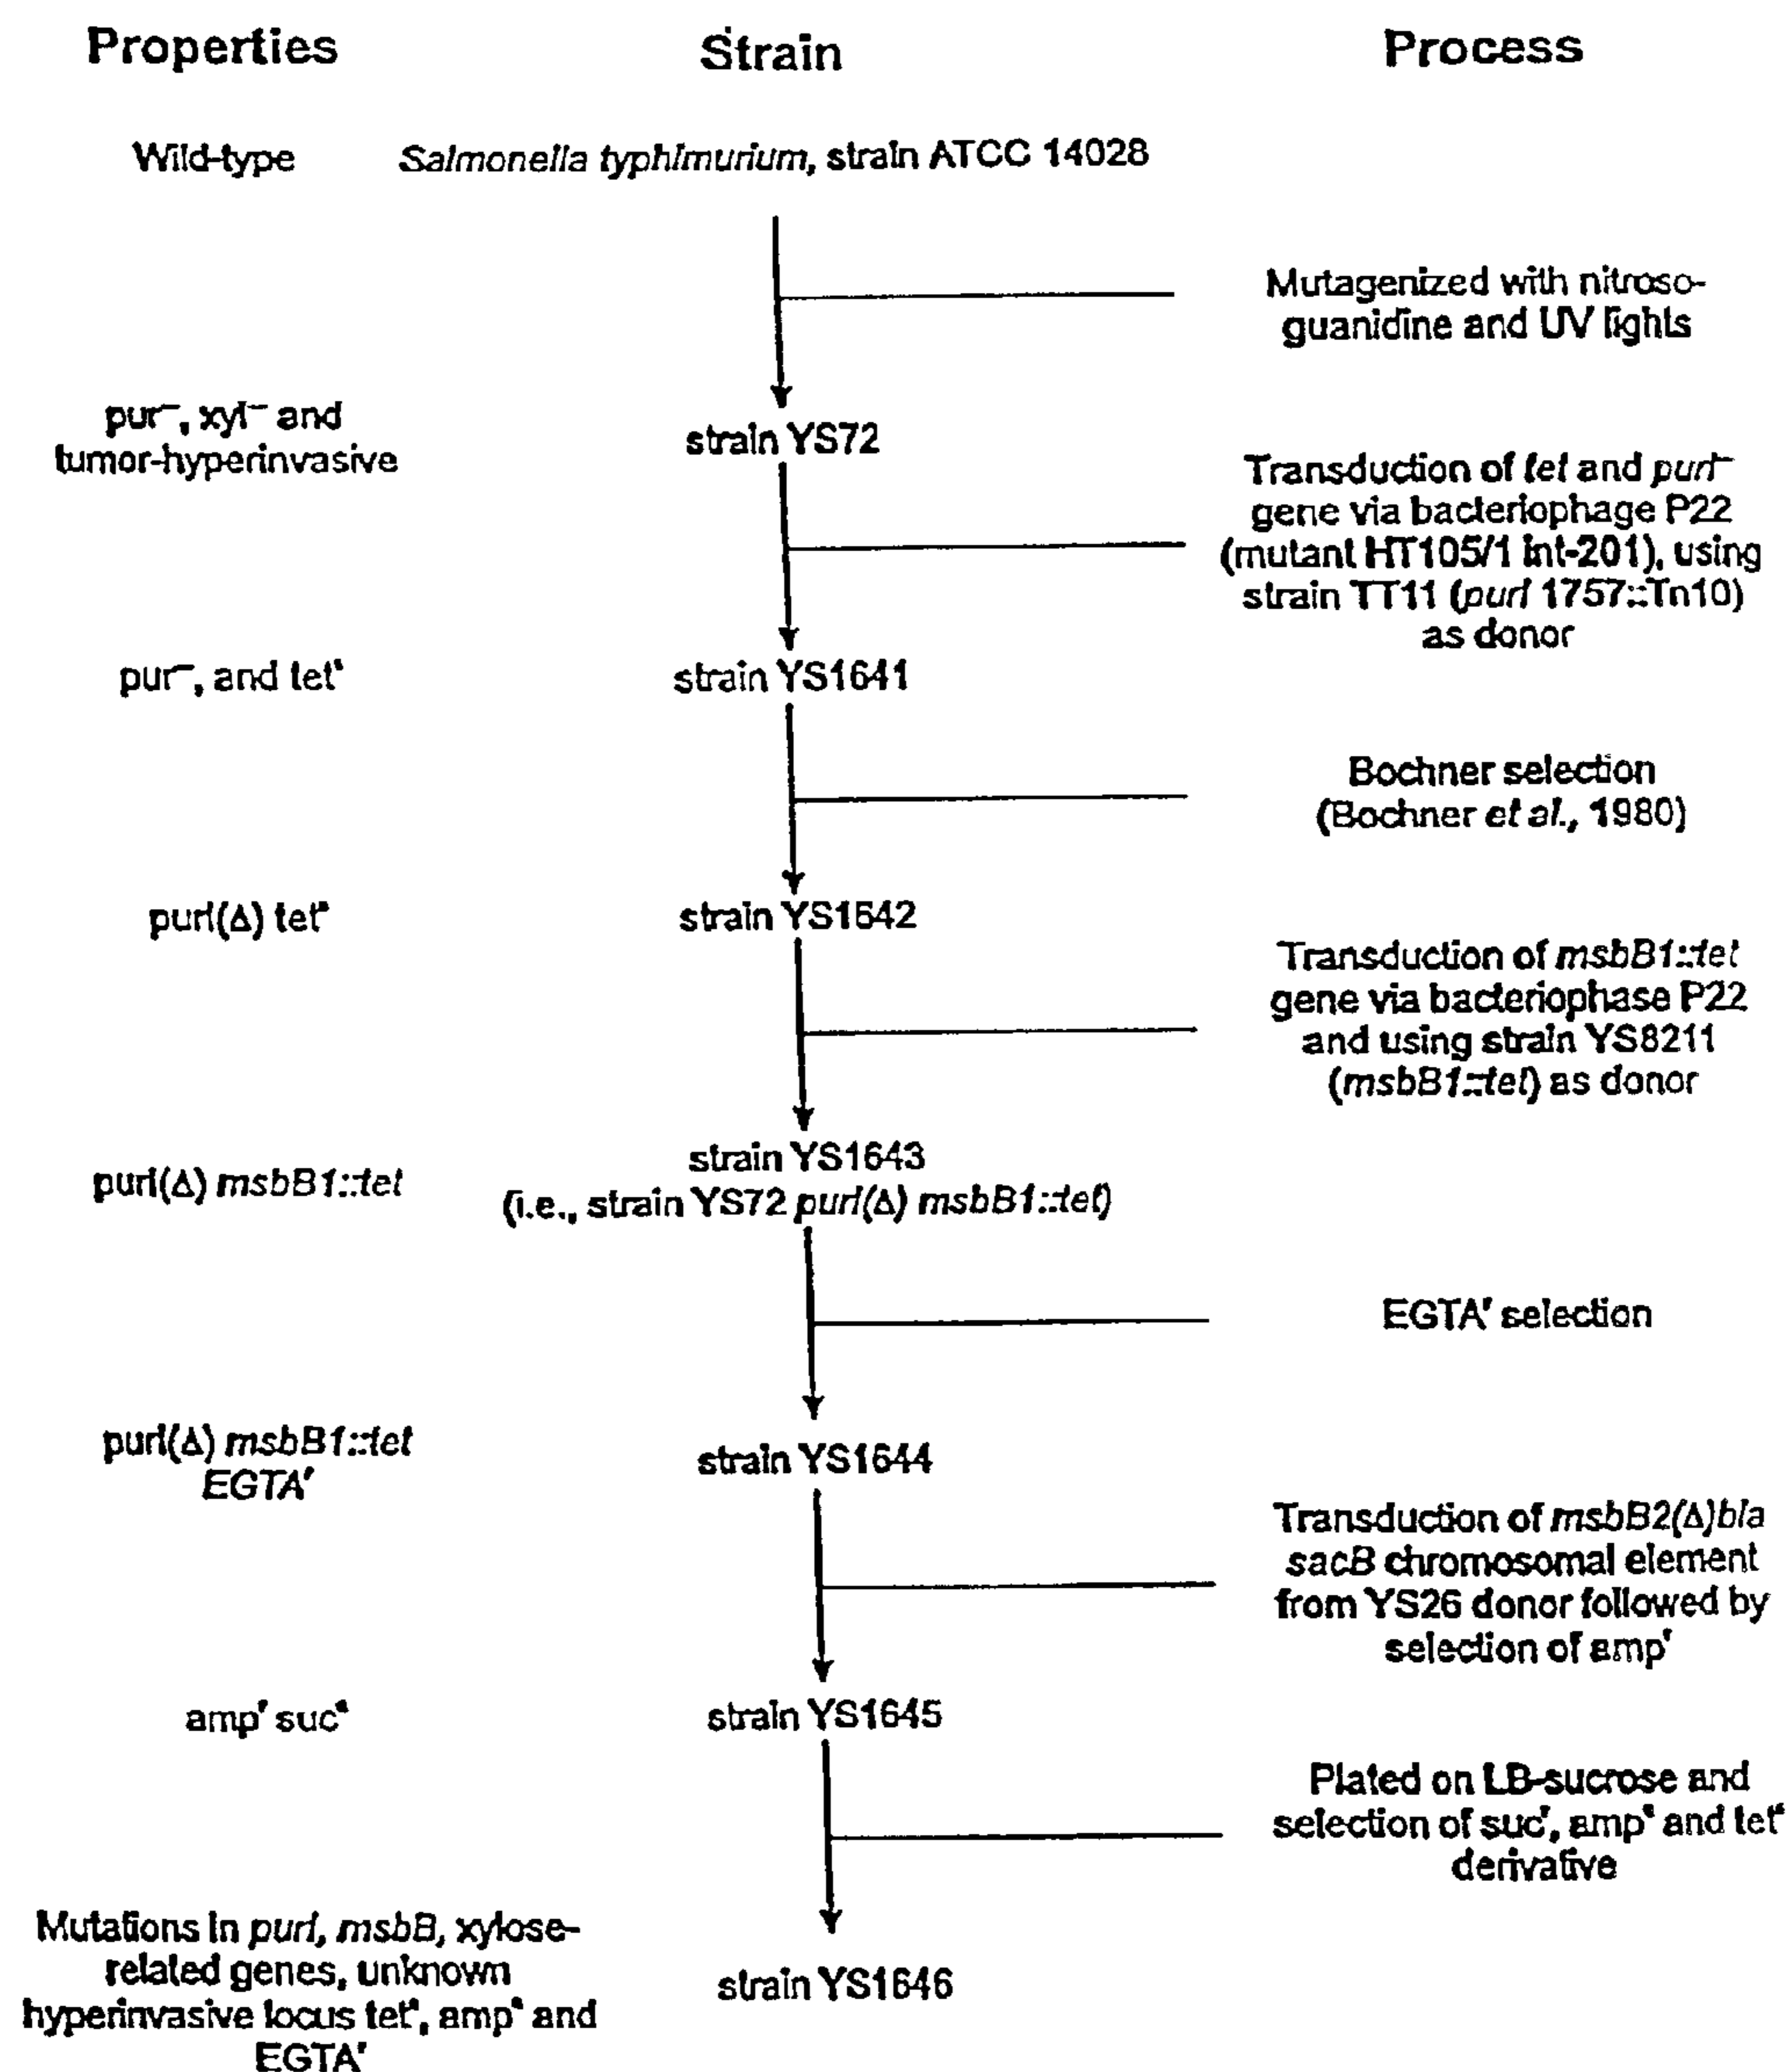 Properties
Strain
Process
Wild-type
Salmonella typhimurium, strain ATCC 14028
Mutagenized with nitroso-
guanidine and UV lights
pur⁻, xyl⁻ and
tumor-hyperinvasive
strain YS72
Transduction of tet and purI⁻
gene via bacteriophage P22
(mutant HT105/1 int-201), using
strain TT11 (purI 1757::Tn10)
as donor
pur⁻, and tetˢ
strain YS1641
Bochner selection
(Bochner et al., 1980)
purI(Δ) tetˢ
strain YS1642
Transduction of msbB1::tet
gene via bacteriophase P22
and using strain YS8211
(msbB1::tet) as donor
purI(Δ) msbB1::tet
strain YS1643
(i.e., strain YS72 purI(Δ) msbB1::tet)
EGTAʳ selection
purI(Δ) msbB1::tet
EGTAʳ
strain YS1644
Transduction of msbB2(Δ)bla
sacB chromosomal element
from YS26 donor followed by
selection of ampʳ
ampʳ sucˢ
strain YS1645
Plated on LB-sucrose and
selection of sucʳ, ampˢ and tetˢ
derivative
Mutations in purI, msbB, xylose-
related genes, unknown
hyperinvasive locus tetˢ, ampˢ and
EGTAʳ
strain YS1646